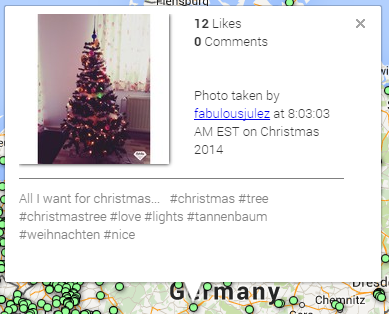 Flensburg
12 Likes
0 Comments
Photo taken by
fabulousjulez at 8:03:03
AM EST on Christmas
2014
All I want for christmas... #christmas #tree
#christmastree #love #lights #tannenbaum
#weihnachten #nice
Germany
Chemnitz